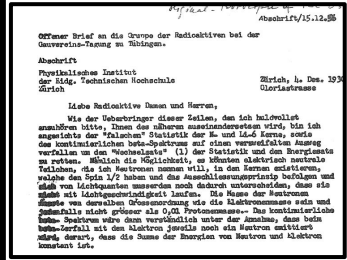 Abschrift/15.12.56
Offener Brief an die Gruppe der Radioaktiven bei der
Gauvereins-Tagung zu Tübingen.
Abschrift
Physikalisches Institut
der Eidg. Technischen Hochschule
Zürich
Zürich, 4. Dez. 1930
Gloriastrasse
Liebe Radioaktive Damen und Herren,
Wie der Ueberbringer dieser Zeilen, den ich huldvollst
anzuhören bitte, Ihnen des näheren auseinandersetzen wird, bin ich
angesichts der "falschen" Statistik der N- und Li-6 Kerne, sowie
des kontinuierlichen beta-Spektrums auf einen verzweifelten Ausweg
verfallen um den "Wechselsatz" (1) der Statistik und den Energiesatz
zu retten. Nämlich die Möglichkeit, es könnten elektrisch neutrale
Teilchen, die ich Neutronen nennen will, in den Kernen existieren,
welche den Spin 1/2 haben und das Ausschliessungsprinzip befolgen und
sich von Lichtquanten ausserdem noch dadurch unterscheiden, dass sie
nicht mit Lichtgeschwindigkeit laufen. Die Masse der Neutronen
müsste von derselben Grössenordnung wie die Elektronenmasse sein und
jedenfalls nicht grösser als 0,01 Protonenmasse.- Das kontinuierliche
beta- Spektrum wäre dann verständlich unter der Annahme, dass beim
beta-Zerfall mit dem Elektron jeweils noch ein Neutron emittiert
wird, derart, dass die Summe der Energien von Neutron und Elektron
konstant ist.